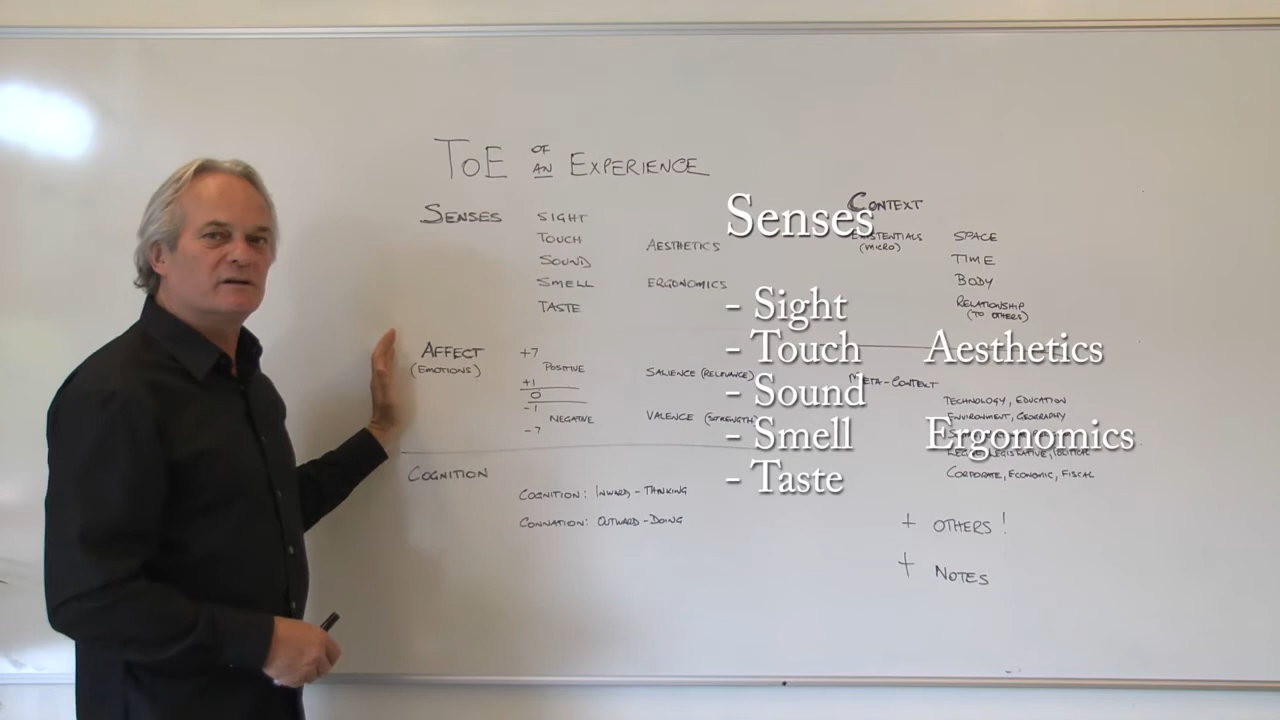 ToE OF AN EXPERIENCE
SENSES
SIGHT
TOUCH
SOUND
SMELL
TASTE
AESTHETICS
ERGONOMICS
AFFECT
(EMOTIONS)
+7
POSITIVE
+1
0
-1
NEGATIVE
-7
SALIENCE (RELEVANCE)
VALENCE (STRENGTH)
COGNITION
COGNITION: INWARD - THINKING
CONNATION: OUTWARD - DOING
Senses
- Sight
- Touch
- Sound
- Smell
- Taste
Aesthetics
Ergonomics
CONTEXT
EXISTENTIALS
(MICRO)
SPACE
TIME
BODY
RELATIONSHIP
(TO OTHERS)
META-CONTEXT
TECHNOLOGY, EDUCATION
ENVIRONMENT, GEOGRAPHY
LEGISLATIVE, POLITICAL
CORPORATE, ECONOMIC, FISCAL
+ OTHERS!
+ NOTES